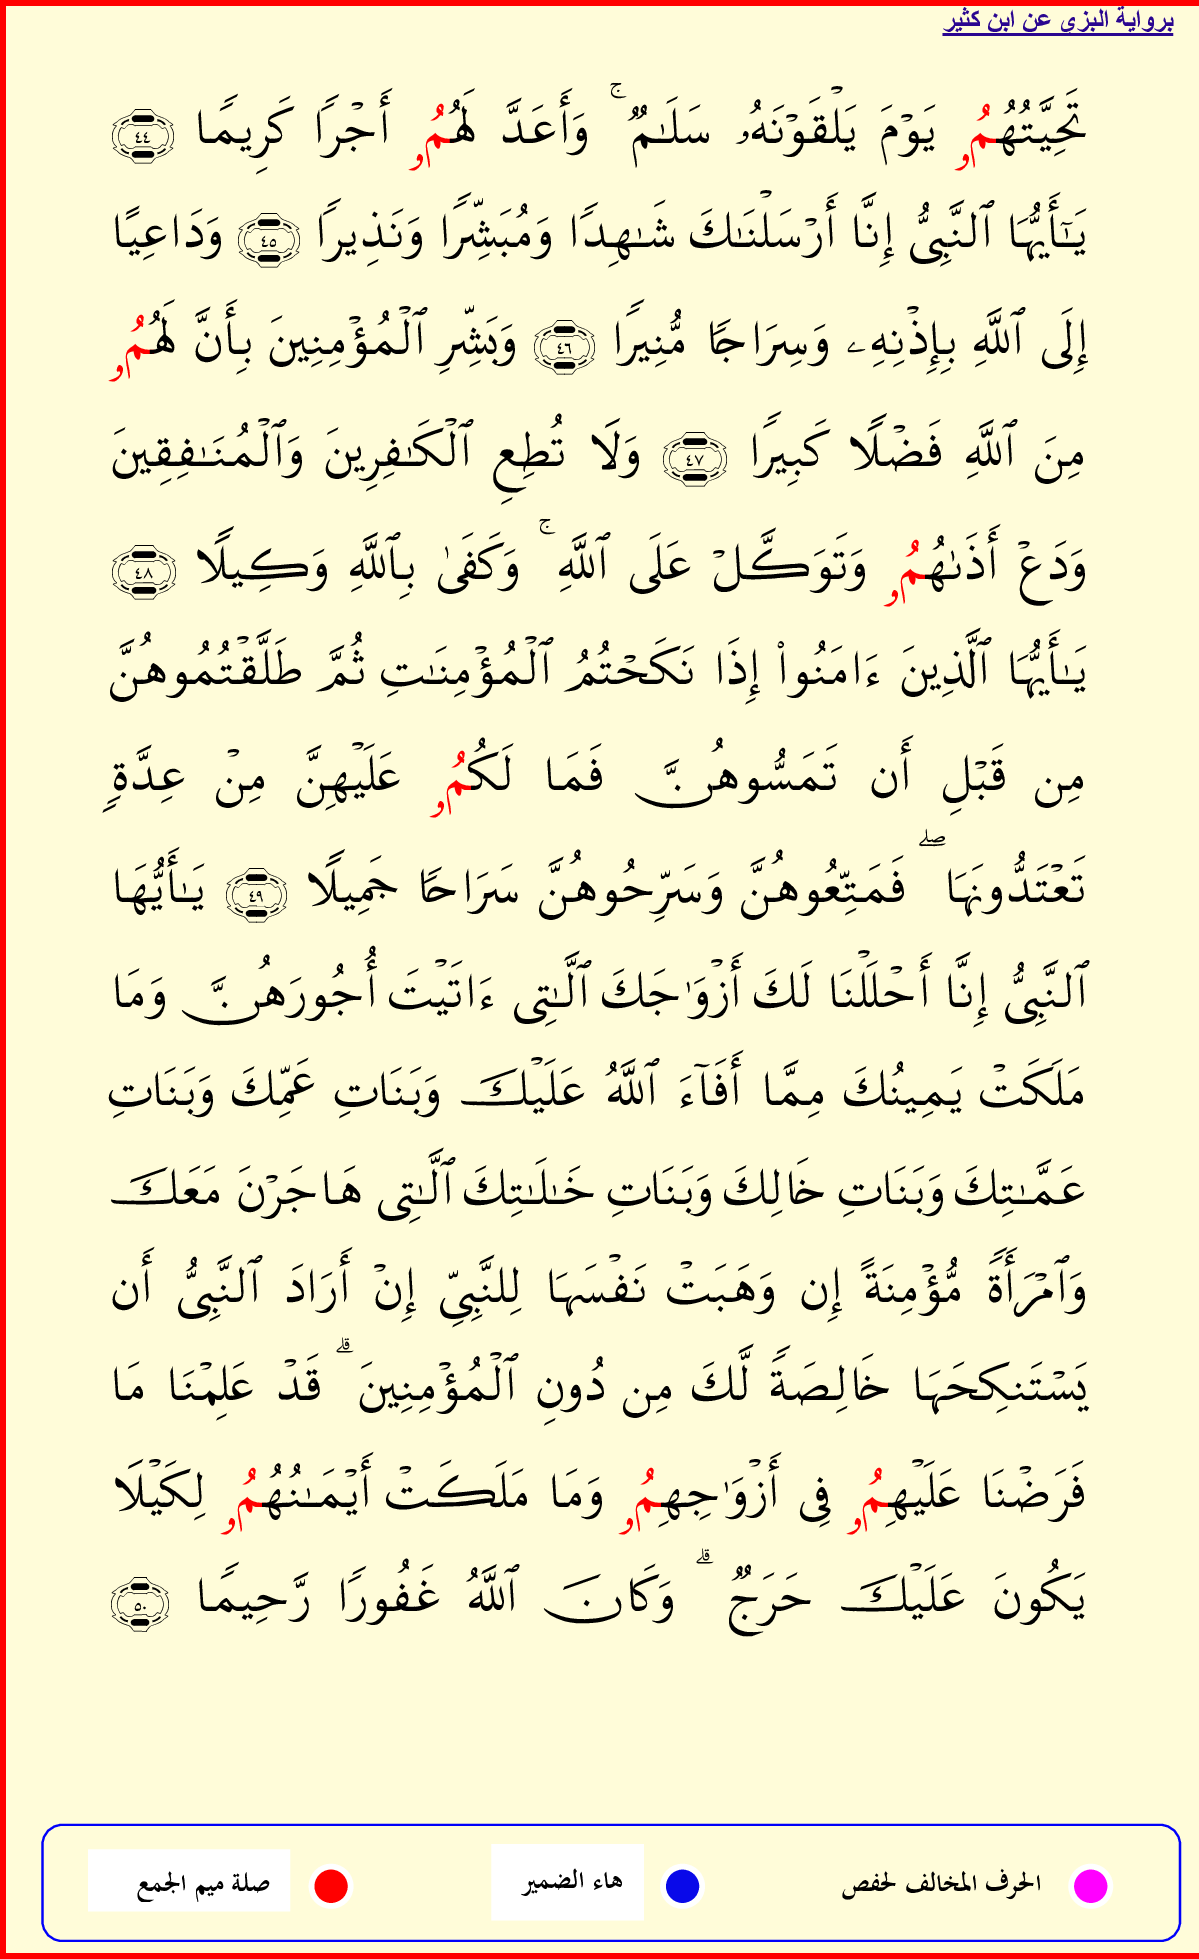 برواية البزى عن ابن كثير
تَحِيَّتُهُمُۥ يَوۡمَ يَلۡقَوۡنَهُۥ سَلَـٰمٞۚ وَأَعَدَّ لَهُمُۥ أَجۡرٗا كَرِيمٗا ٤٤
يَـٰٓأَيُّهَا ٱلنَّبِىُّ إِنَّا أَرۡسَلۡنَـٰكَ شَـٰهِدٗا وَمُبَشِّرٗا وَنَذِيرٗا ٤٥ وَدَاعِيًا
إِلَى ٱللَّهِ بِإِذۡنِهِۦ وَسِرَاجٗا مُّنِيرٗا ٤٦ وَبَشِّرِ ٱلۡمُؤۡمِنِينَ بِأَنَّ لَهُمُۥ
مِنَ ٱللَّهِ فَضۡلٗا كَبِيرٗا ٤٧ وَلَا تُطِعِ ٱلۡكَـٰفِرِينَ وَٱلۡمُنَـٰفِقِينَ
وَدَعۡ أَذَىٰهُمُۥ وَتَوَكَّلۡ عَلَى ٱللَّهِۚ وَكَفَىٰ بِٱللَّهِ وَكِيلٗا ٤٨
يَـٰأَيُّهَا ٱلَّذِينَ ءَامَنُواْ إِذَا نَكَحۡتُمُ ٱلۡمُؤۡمِنَـٰتِ ثُمَّ طَلَّقۡتُمُوهُنَّ
مِن قَبۡلِ أَن تَمَسُّوهُنَّ فَمَا لَكُمُۥ عَلَيۡهِنَّ مِنۡ عِدَّةٖ
تَعۡتَدُّونَهَاۖ فَمَتِّعُوهُنَّ وَسَرِّحُوهُنَّ سَرَاحٗا جَمِيلٗا ٤٩ يَـٰأَيُّهَا
ٱلنَّبِىُّ إِنَّا أَحۡلَلۡنَا لَكَ أَزۡوَٰجَكَ ٱلَّـٰتِى ءَاتَيۡتَ أُجُورَهُنَّ وَمَا
مَلَكَتۡ يَمِينُكَ مِمَّا أَفَآءَ ٱللَّهُ عَلَيۡكَ وَبَنَاتِ عَمِّكَ وَبَنَاتِ
عَمَّـٰتِكَ وَبَنَاتِ خَالِكَ وَبَنَاتِ خَـٰلَـٰتِكَ ٱلَّـٰتِى هَاجَرۡنَ مَعَكَ
وَٱمۡرَأَةٗ مُّؤۡمِنَةً إِن وَهَبَتۡ نَفۡسَهَا لِلنَّبِىِّ إِنۡ أَرَادَ ٱلنَّبِىُّ أَن
يَسۡتَنكِحَهَا خَالِصَةٗ لَّكَ مِن دُونِ ٱلۡمُؤۡمِنِينَۗ قَدۡ عَلِمۡنَا مَا
فَرَضۡنَا عَلَيۡهِمُۥ فِى أَزۡوَٰجِهِمُۥ وَمَا مَلَكَتۡ أَيۡمَـٰنُهُمُۥ لِكَيۡلَا
يَكُونَ عَلَيۡكَ حَرَجٞۗ وَكَانَ ٱللَّهُ غَفُورٗا رَّحِيمٗا ٥٠
الحرف المخالف لحفص هاء الضمير صلة ميم الجمع